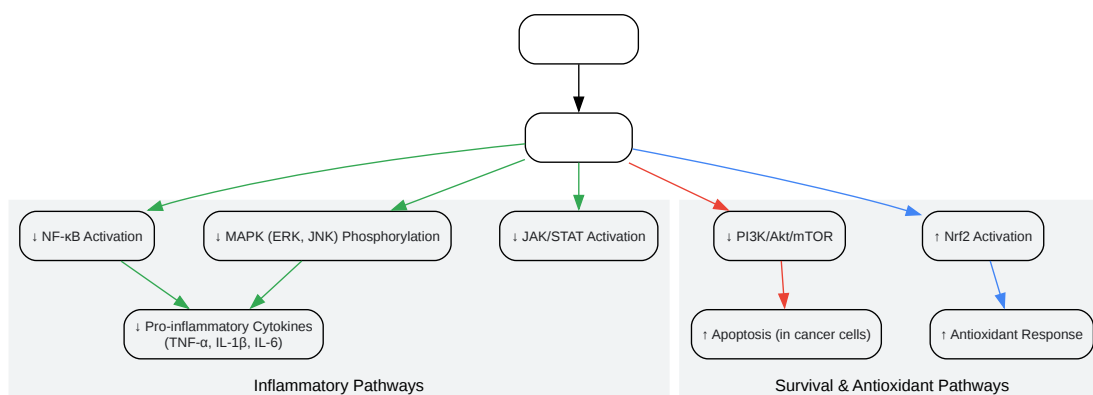 ↓ NF-κB Activation
↓ MAPK (ERK, JNK) Phosphorylation
↓ JAK/STAT Activation
↓ PI3K/Akt/mTOR
↑ Nrf2 Activation
↓ Pro-inflammatory Cytokines
(TNF-α, IL-1β, IL-6)
↑ Apoptosis (in cancer cells)
↑ Antioxidant Response
Inflammatory Pathways
Survival & Antioxidant Pathways